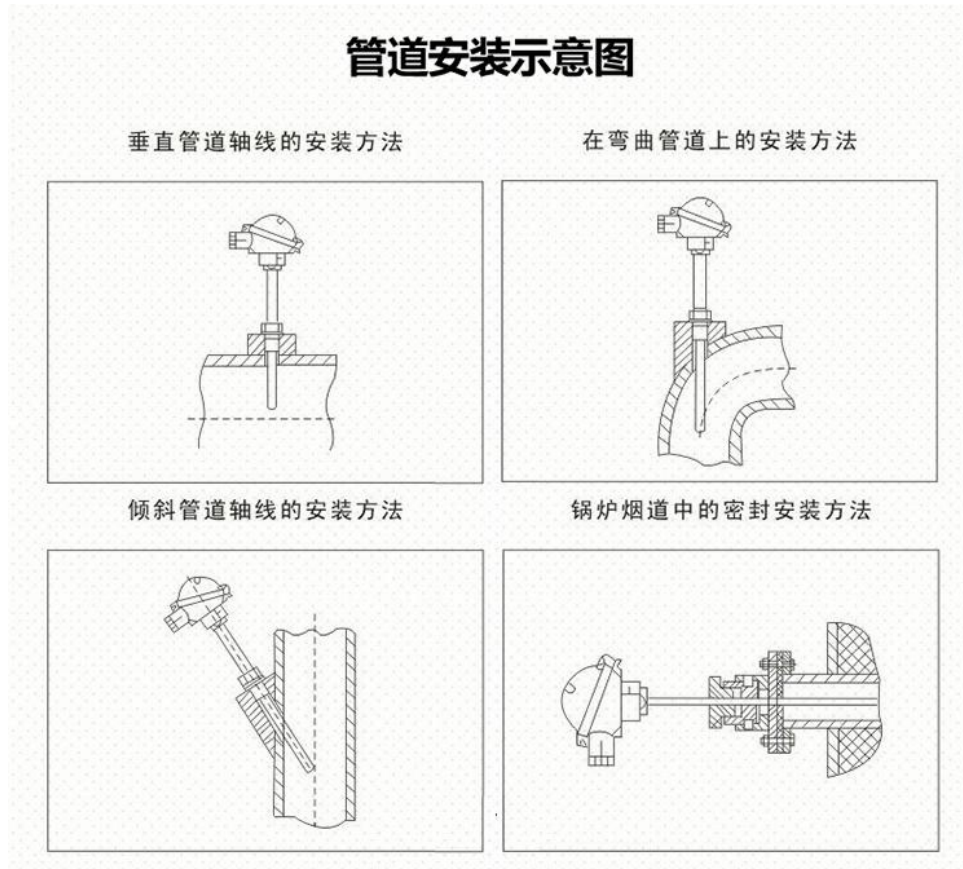 管道安装示意图
垂直管道轴线的安装方法
在弯曲管道上的安装方法
倾斜管道轴线的安装方法
锅炉烟道中的密封安装方法